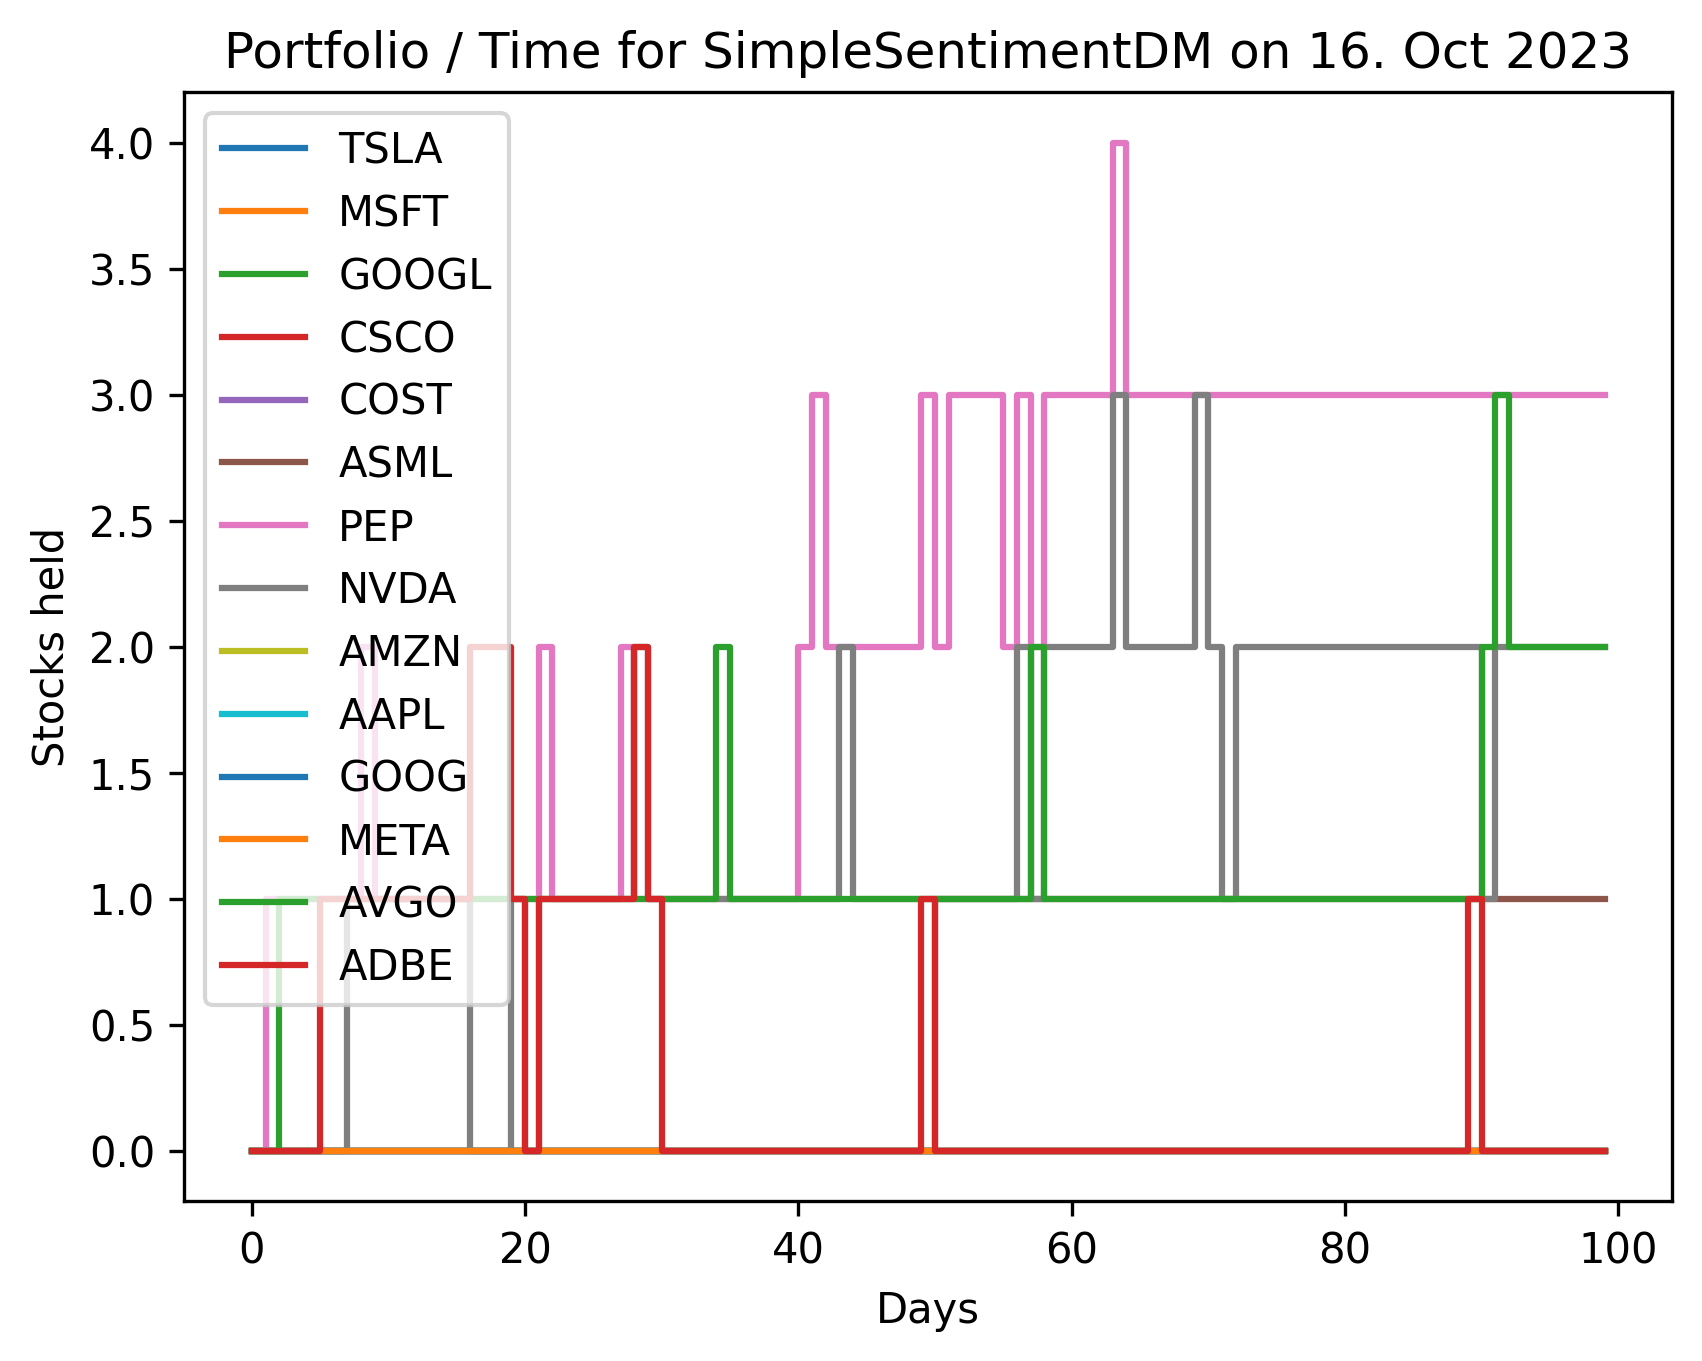 Portfolio / Time for SimpleSentimentDM on 16. Oct 2023
4.0
3.5
3.0
2.5
2.0
1.5
1.0
0.5
0.0
Stocks held
TSLA
MSFT
GOOGL
CSCO
COST
ASML
PEP
NVDA
AMZN
AAPL
GOOG
META
AVGO
ADBE
0 20 40 60 80 100
Days